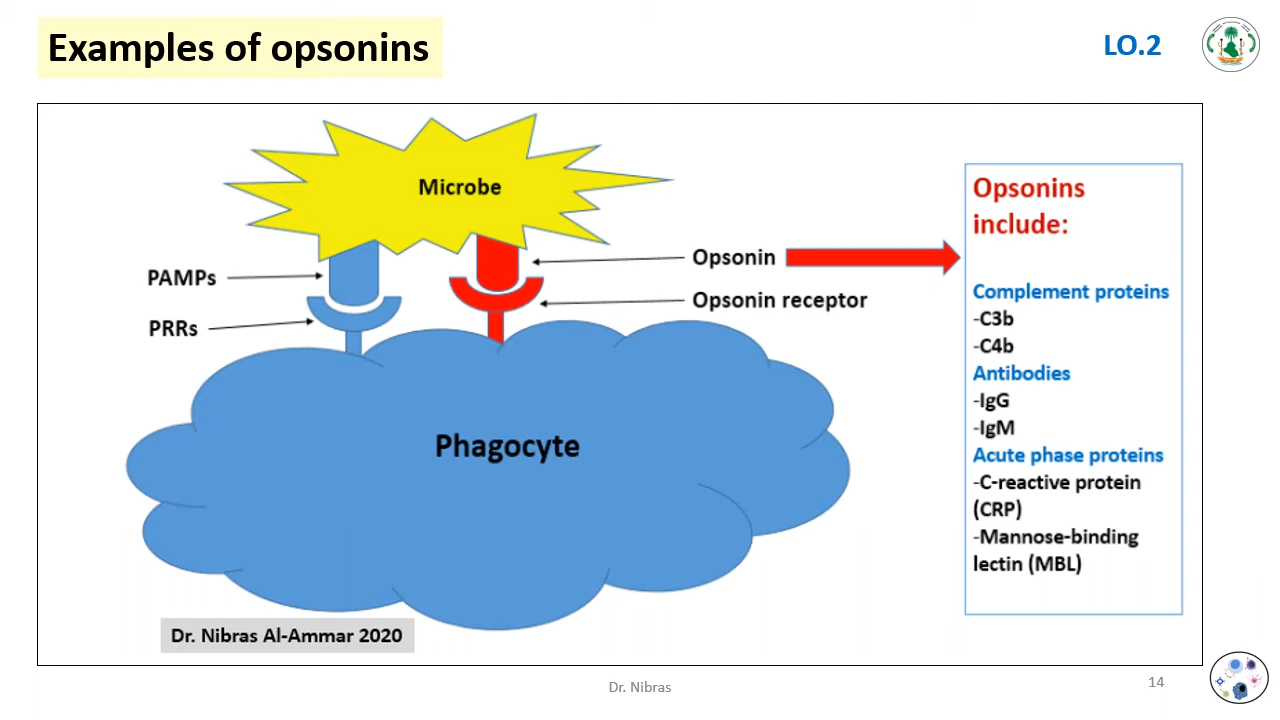 Examples of opsonins
LO.2
Microbe
PAMPs
PRRs
Opsonin
Opsonin receptor
Phagocyte
Opsonins
include:
Complement proteins
-C3b
-C4b
Antibodies
-IgG
-IgM
Acute phase proteins
-C-reactive protein
(CRP)
-Mannose-binding
lectin (MBL)
Dr. Nibras Al-Ammar 2020
Dr. Nibras
14